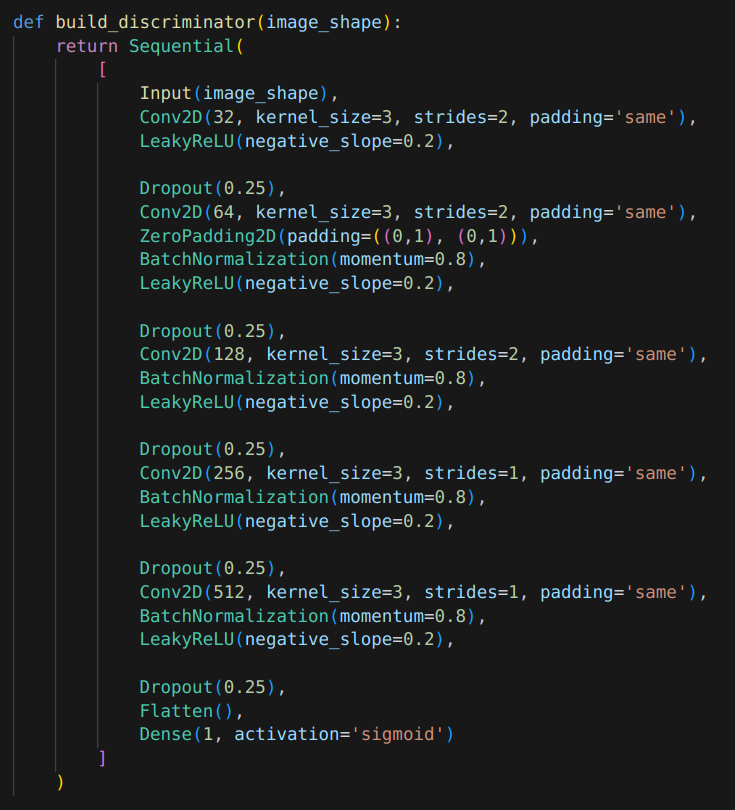 def build_discriminator(image_shape):
    return Sequential(
        [
            Input(image_shape),
            Conv2D(32, kernel_size=3, strides=2, padding='same'),
            LeakyReLU(negative_slope=0.2),

            Dropout(0.25),
            Conv2D(64, kernel_size=3, strides=2, padding='same'),
            ZeroPadding2D(padding=((0,1), (0,1))),
            BatchNormalization(momentum=0.8),
            LeakyReLU(negative_slope=0.2),

            Dropout(0.25),
            Conv2D(128, kernel_size=3, strides=2, padding='same'),
            BatchNormalization(momentum=0.8),
            LeakyReLU(negative_slope=0.2),

            Dropout(0.25),
            Conv2D(256, kernel_size=3, strides=1, padding='same'),
            BatchNormalization(momentum=0.8),
            LeakyReLU(negative_slope=0.2),

            Dropout(0.25),
            Conv2D(512, kernel_size=3, strides=1, padding='same'),
            BatchNormalization(momentum=0.8),
            LeakyReLU(negative_slope=0.2),

            Dropout(0.25),
            Flatten(),
            Dense(1, activation='sigmoid')
        ]
    )